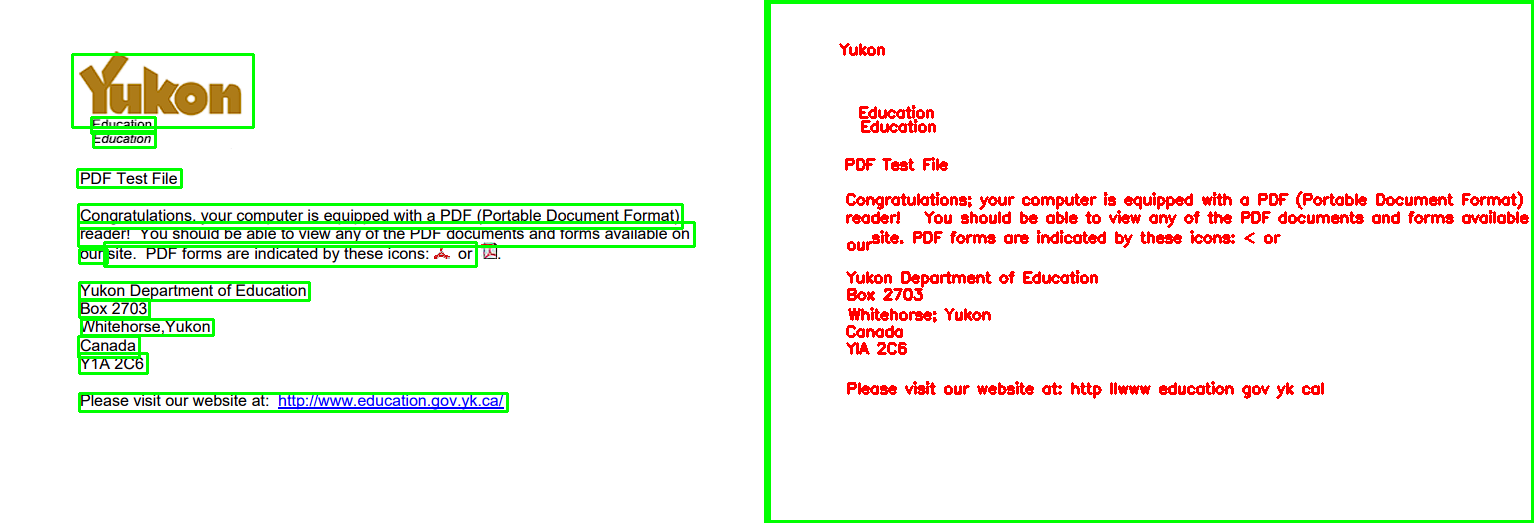 Yukon
Education
Education
PDF Test File
Congratulations, your computer is equipped with a PDF (Portable Document Format)
reader!  You should be able to view any of the PDF documents and forms available on
our site.  PDF forms are indicated by these icons: or .
Yukon Department of Education
Box 2703
Whitehorse,Yukon
Canada
Y1A 2C6
Please visit our website at:  http://www.education.gov.yk.ca/
Yukon
Education
Education
PDF Test File
Congratulations; your computer is equipped with a PDF (Portable Document Format)
reader!  You should be able to view any of the PDF documents and forms available
our site. PDF forms are indicated by these icons: < or
Yukon Department of Education
Box 2703
Whitehorse; Yukon
Canada
YIA 2C6
Please visit our website at: http llwww education gov yk cal